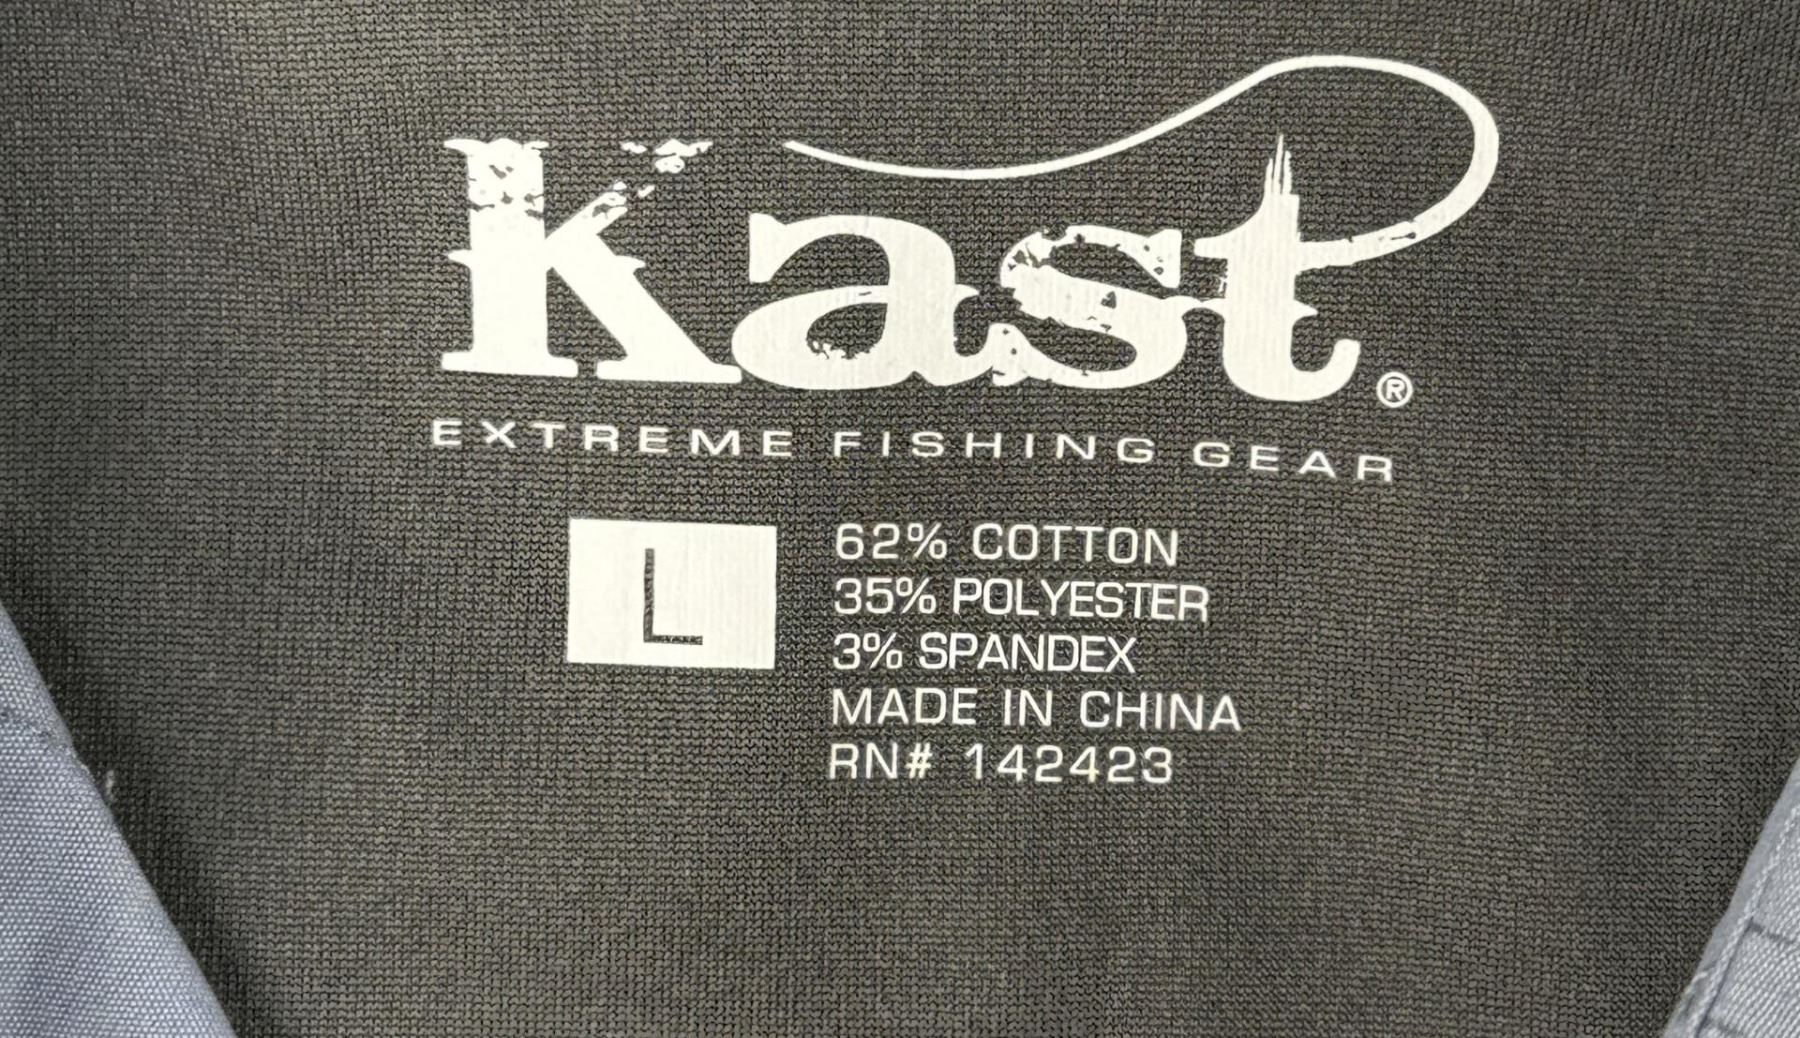 Kast®
EXTREME FISHING GEAR
L
62% COTTON
35% POLYESTER
3% SPANDEX
MADE IN CHINA
RN# 142423